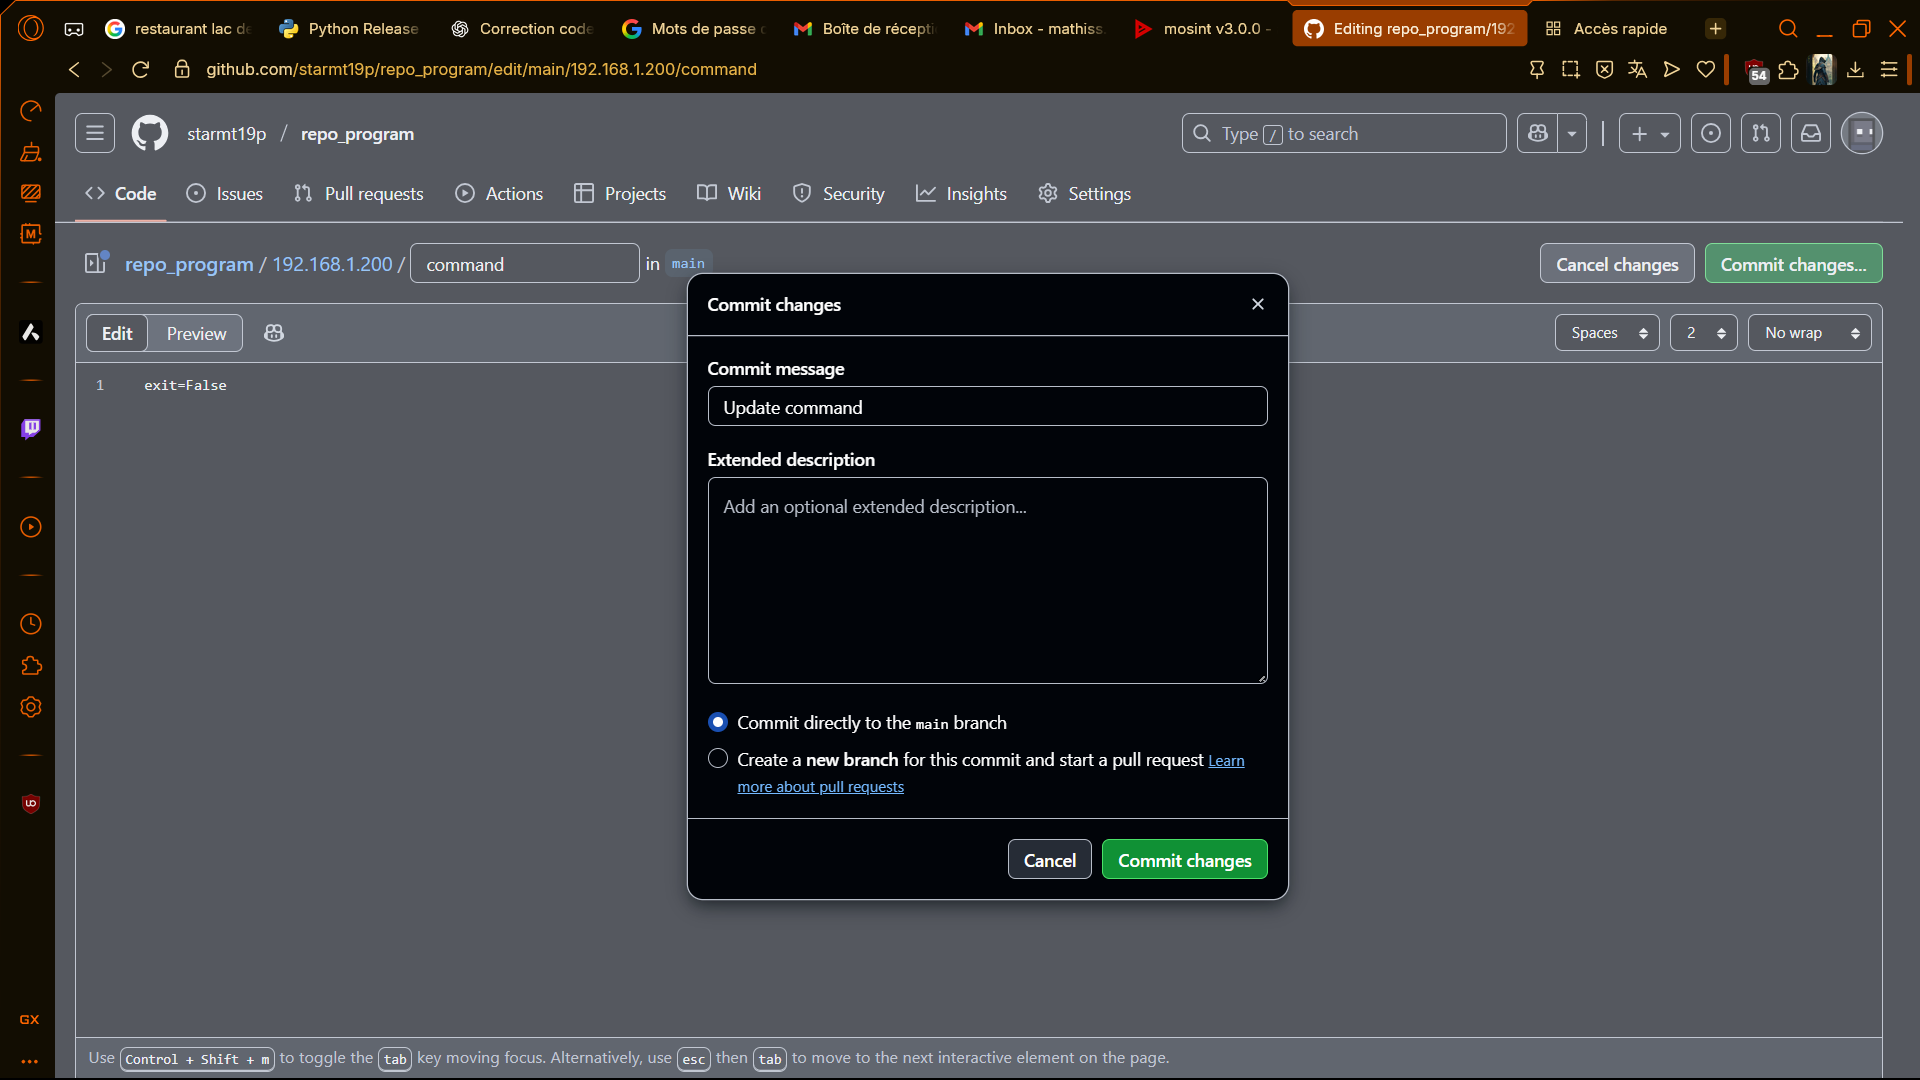 restaurant lac de
Python Release
Correction code
Mots de passe
Boîte de récepti
Inbox - mathiss.
mosint v3.0.0 -
Editing repo_program/192
Accès rapide
github.com/starmt19p/repo_program/edit/main/192.168.1.200/command
54
starmt19p / repo_program
Type / to search
Code
Issues
Pull requests
Actions
Projects
Wiki
Security
Insights
Settings
M
repo_program / 192.168.1.200 / command in main
Cancel changes
Commit changes...
Commit changes
Edit
Preview
Spaces
2
No wrap
1 exit=False
Commit message
Update command
Extended description
Add an optional extended description...
Commit directly to the main branch
Create a new branch for this commit and start a pull request Learn
more about pull requests
Cancel
Commit changes
GX
Use Control + Shift + m to toggle the tab key moving focus. Alternatively, use esc then tab to move to the next interactive element on the page.